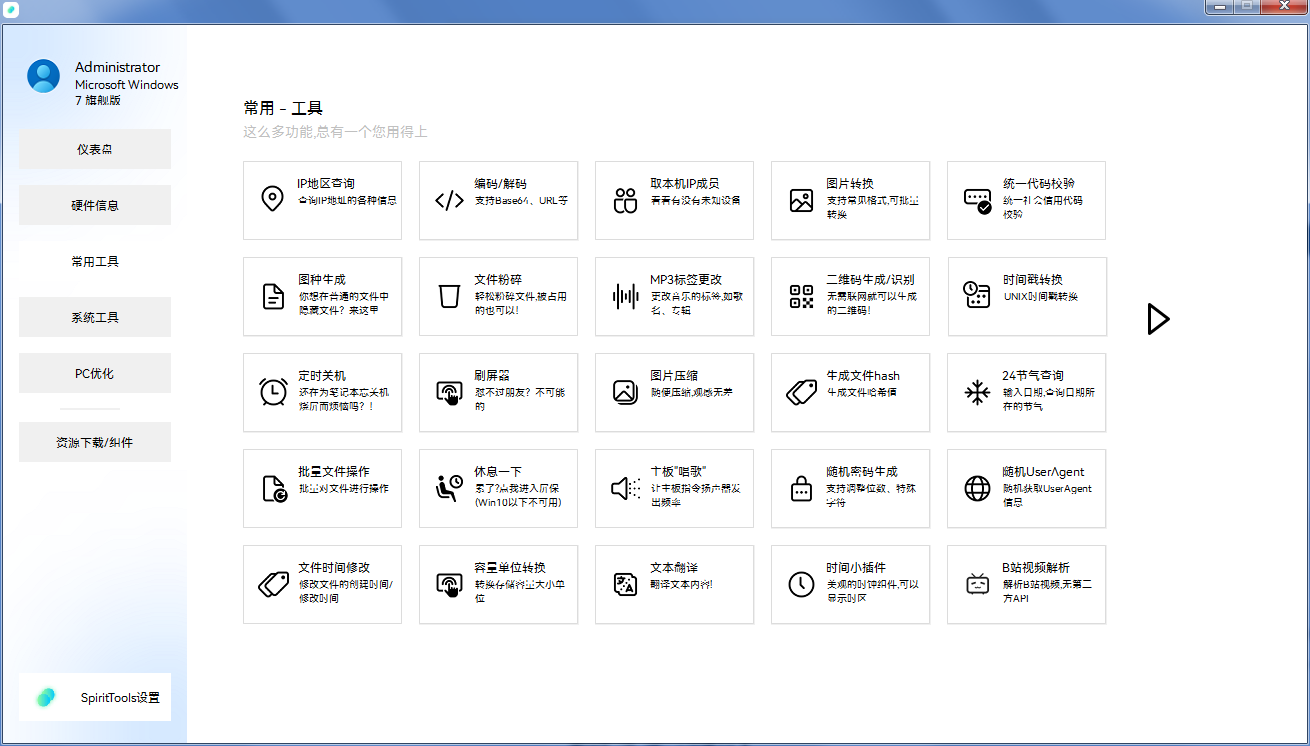 Administrator
Microsoft Windows
7 旗舰版
仪表盘
硬件信息
常用工具
系统工具
PC优化
资源下载/组件
SpiritTools设置
常用 - 工具
这么多功能,总有一个您用得上
IP地区查询
查询IP地址的各种信息
编码/解码
支持Base64、URL等
取本机IP成员
看看有没有未知设备
图片转换
支持常见格式,可批量
转换
统一代码校验
统一社会信用代码
校验
图种生成
你想在普通的文件中
隐藏文件？来这里
文件粉碎
轻松粉碎文件,被占用
的也可以!
MP3标签更改
更改音乐的标签,如歌
名、专辑
二维码生成/识别
无需联网就可以生成
的二维码!
时间戳转换
UNIX时间戳转换
定时关机
还在为笔记本忘关机
烧屏而烦恼吗？！
刷屏器
怼不过朋友？不可能
的
图片压缩
随便压缩,观感无差
生成文件hash
生成文件哈希值
24节气查询
输入日期,查询日期所
在的节气
批量文件操作
批量对文件进行操作
休息一下
累了?点我进入屏保
(Win10以下不可用)
主板"唱歌"
让主板指令扬声器发
出频率
随机密码生成
支持调整位数、特殊
字符
随机UserAgent
随机获取UserAgent
信息
文件时间修改
修改文件的创建时间/
修改时间
容量单位转换
转换存储容量大小单
位
文本翻译
翻译文本内容!
时间小插件
美观的时钟组件,可以
显示时区
B站视频解析
解析B站视频,无第二
方API